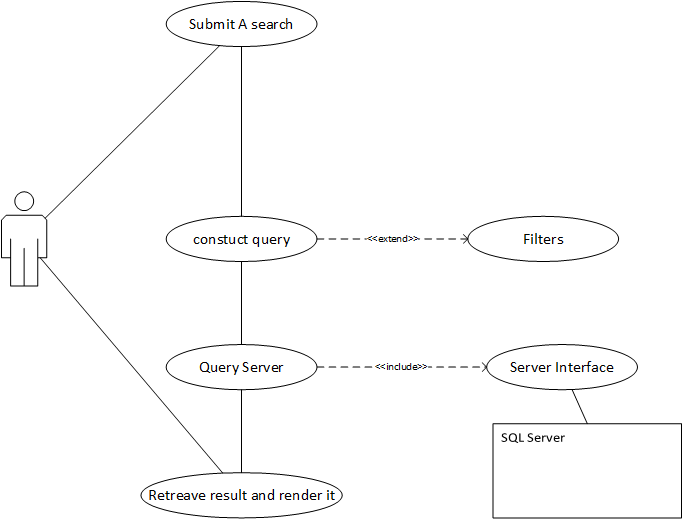 Submit A search
constuct query
<<extend>>
Filters
Query Server
<<include>>
Server Interface
SQL Server
Retreave result and render it